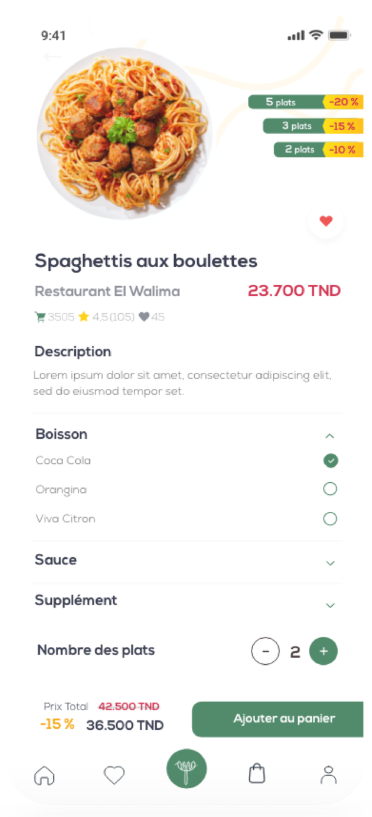 9:41
5 plats -20 %
3 plats -15 %
2 plats -10 %
Spaghettis aux boulettes
Restaurant El Walima 23.700 TND
3505 4,5 (105) 45
Description
Lorem ipsum dolor sit amet, consectetur adipiscing elit,
sed do eiusmod tempor set.
Boisson
Coca Cola
Orangina
Viva Citron
Sauce
Supplément
Nombre des plats - 2 +
Prix Total 42.500 TND
-15 % 36.500 TND
Ajouter au panier